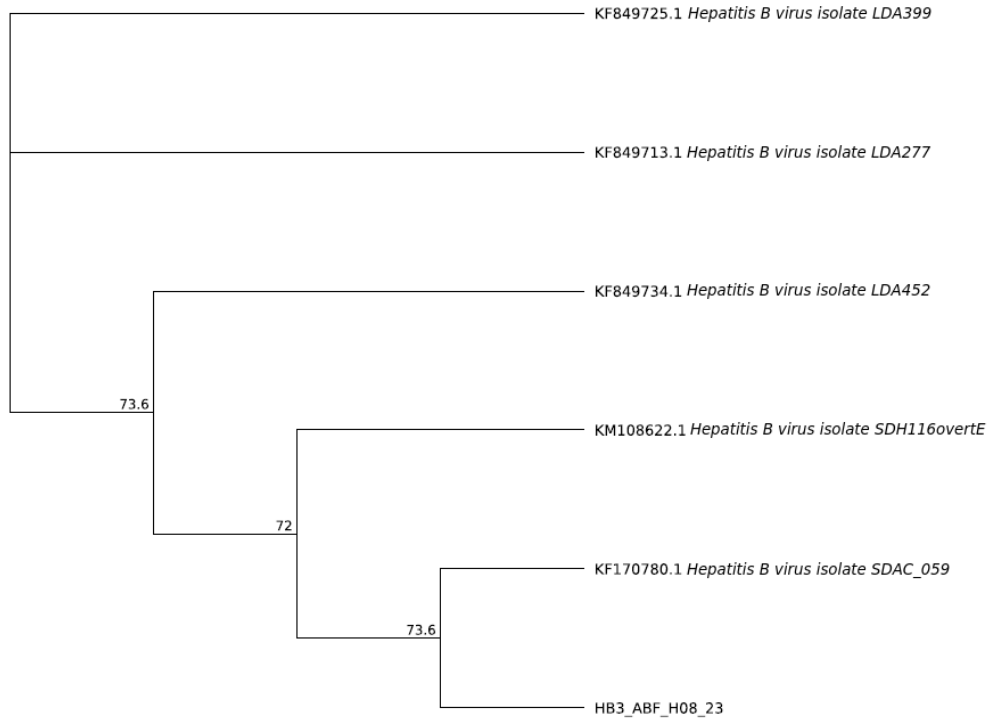 KF849725.1 Hepatitis B virus isolate LDA399
KF849713.1 Hepatitis B virus isolate LDA277
KF849734.1 Hepatitis B virus isolate LDA452
73.6
KM108622.1 Hepatitis B virus isolate SDH116overtE
72
KF170780.1 Hepatitis B virus isolate SDAC_059
73.6
HB3_ABF_H08_23